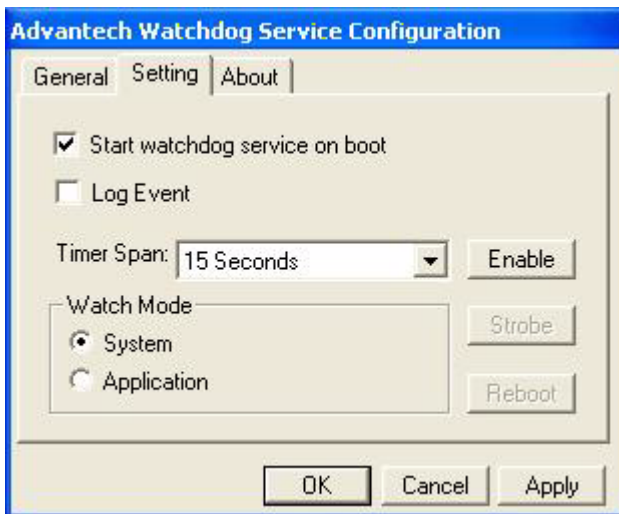 Advantech Watchdog Service Configuration
General Setting About
Start watchdog service on boot
Log Event
Timer Span: 15 Seconds Enable
Watch Mode
System
Application
Strobe
Reboot
OK Cancel Apply